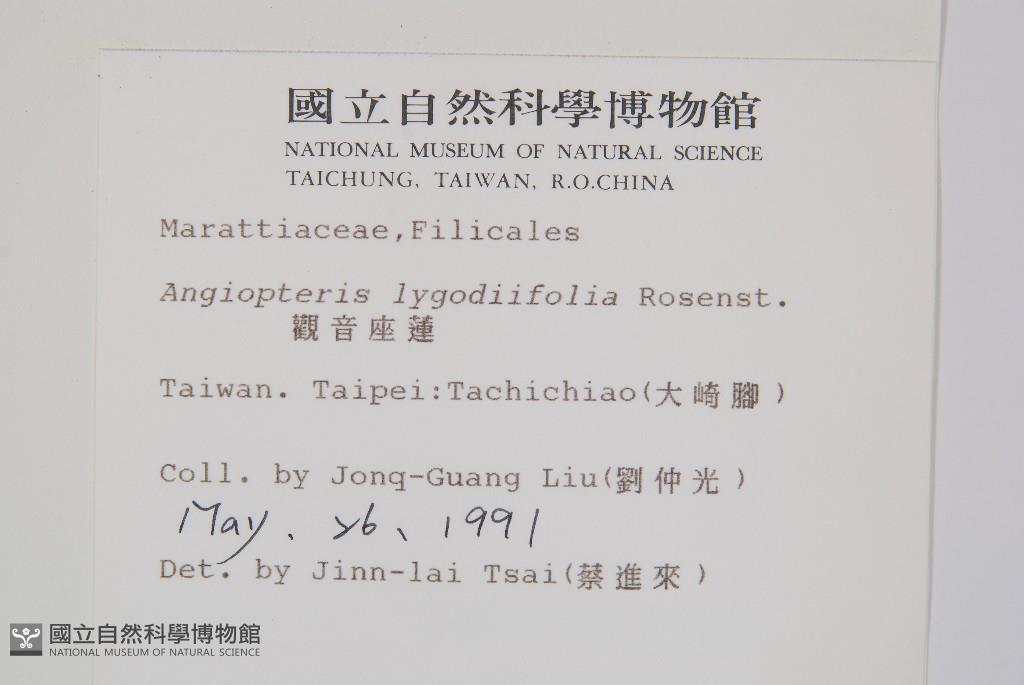 國立自然科學博物館
NATIONAL MUSEUM OF NATURAL SCIENCE
TAICHUNG, TAIWAN, R.O.CHINA
Marattiaceae,Filicales
Angiopteris lygodiifolia Rosenst.
觀音座蓮
Taiwan. Taipei:Tachichiao(大崎腳)
Coll. by Jonq-Guang Liu(劉仲光)
May、26、1991
Det. by Jinn-lai Tsai(蔡進來)
國立自然科學博物館
NATIONAL MUSEUM OF NATURAL SCIENCE